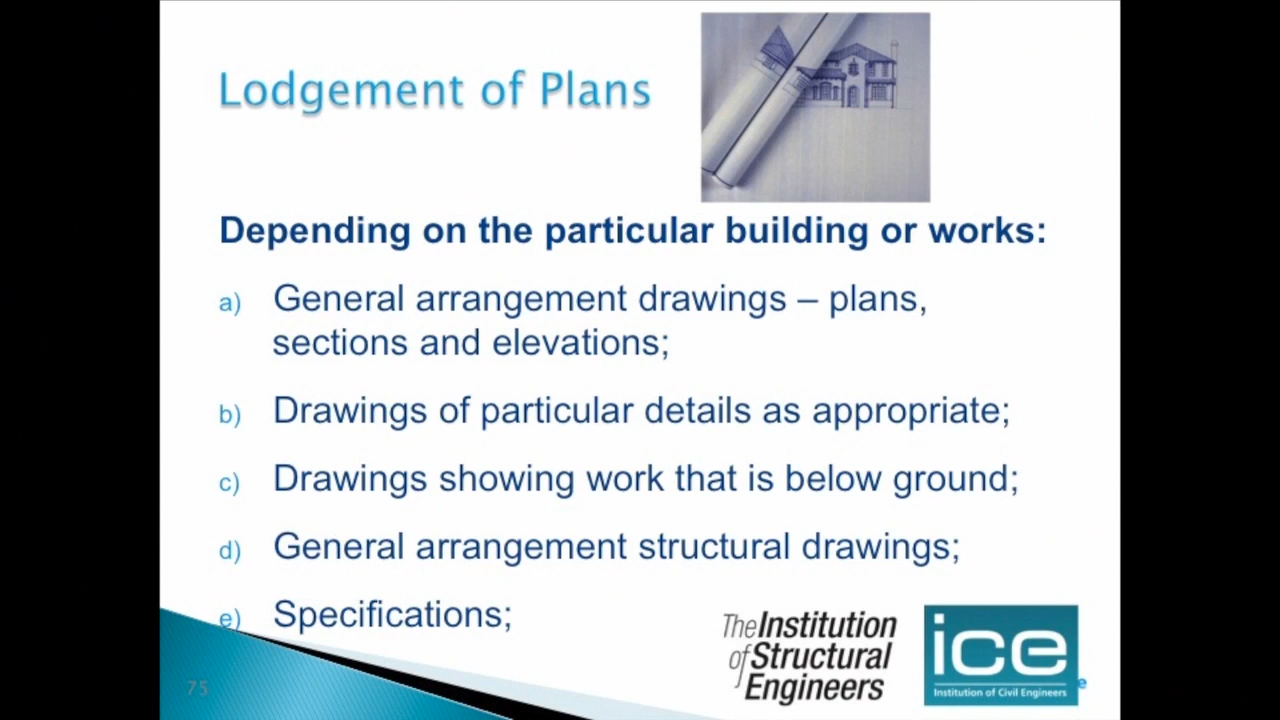 Lodgement of Plans
Depending on the particular building or works:
a) General arrangement drawings – plans,
sections and elevations;
b) Drawings of particular details as appropriate;
c) Drawings showing work that is below ground;
d) General arrangement structural drawings;
e) Specifications;
The Institution
of Structural
Engineers
ice
Institution of Civil Engineers
e
75